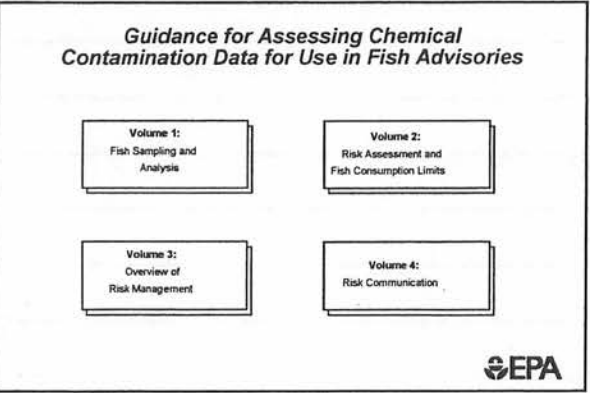 Guidance for Assessing Chemical
Contamination Data for Use in Fish Advisories
Volume 1:
Fish Sampling and
Analysis
Volume 2:
Risk Assessment and
Fish Consumption Limits
Volume 3:
Overview of
Risk Management
Volume 4:
Risk Communication
EPA